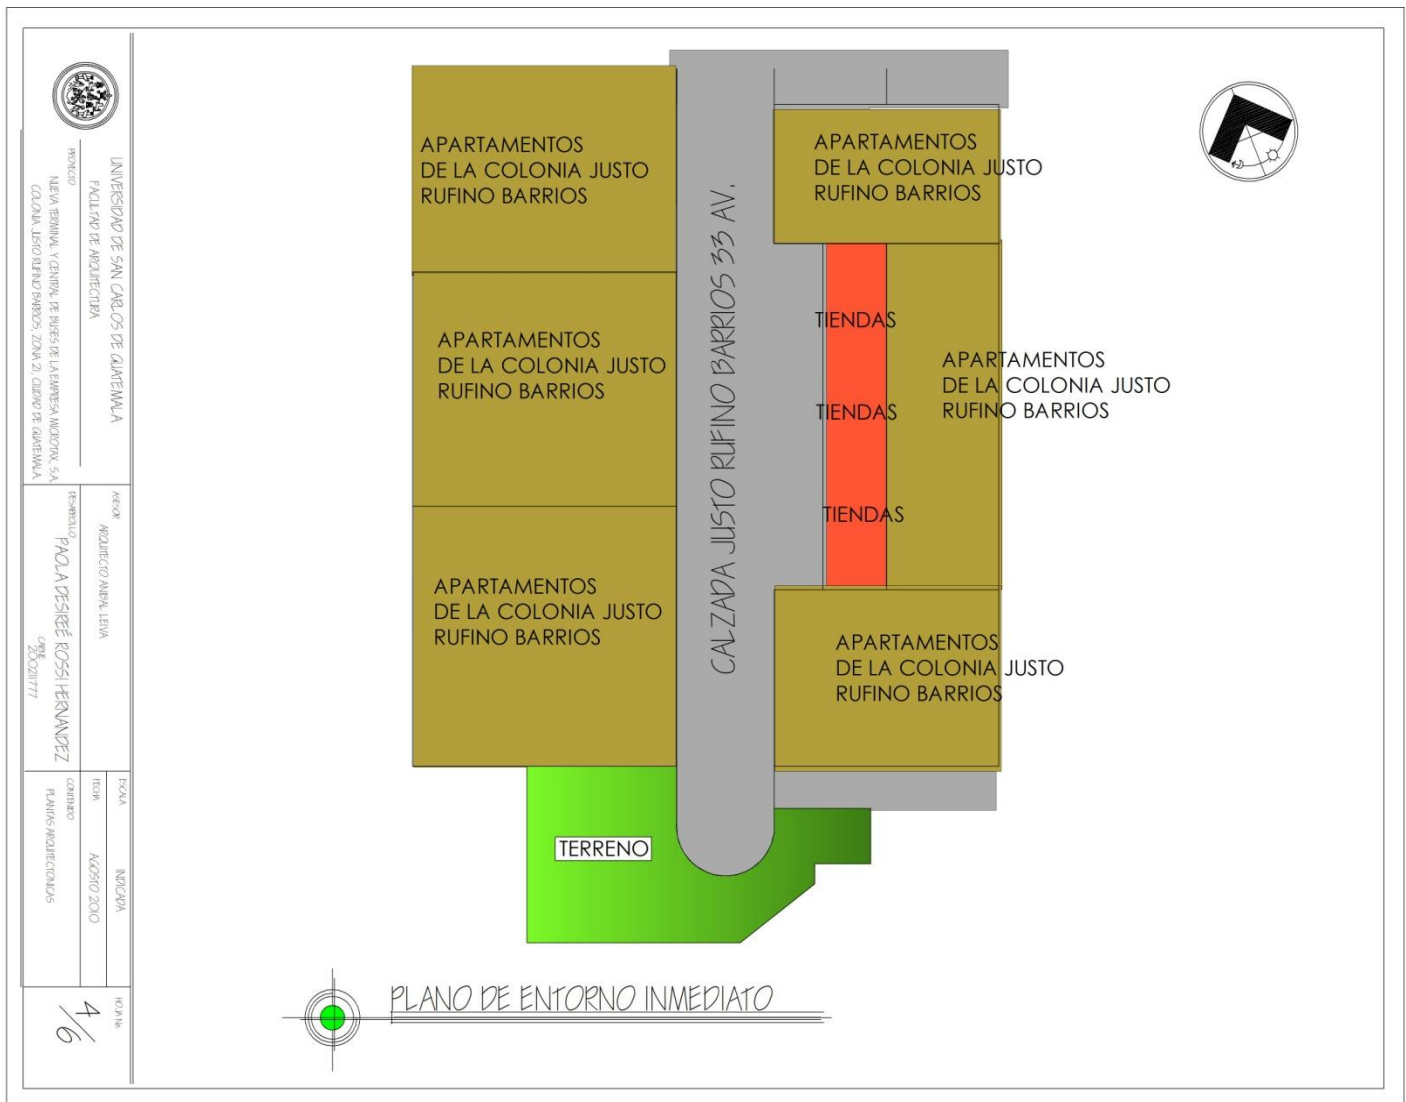 UNIVERSIDAD DE SAN CARLOS DE GUATEMALA
FACULTAD DE ARQUITECTURA
PROYECTO
NUEVA TERMINAL Y CENTRAL DE BUSES DE LA EMPRESA MICROTAX, S.A.
COLONIA JUSTO RUFINO BARRIOS, ZONA 21, CIUDAD DE GUATEMALA
ASESOR
ARQUITECTO ANIBAL LEIVA
DESARROLLO
PAOLA DESIREÉ ROSSI HERNANDEZ
CARNE
200211777
ESCALA
INDICADA
FECHA
AGOSTO 2010
CONTENIDO
PLANTAS ARQUITECTONICAS
HOJA No.
4/6
APARTAMENTOS
DE LA COLONIA JUSTO
RUFINO BARRIOS
APARTAMENTOS
DE LA COLONIA JUSTO
RUFINO BARRIOS
APARTAMENTOS
DE LA COLONIA JUSTO
RUFINO BARRIOS
CALZADA JUSTO RUFINO BARRIOS 33 AV.
APARTAMENTOS
DE LA COLONIA JUSTO
RUFINO BARRIOS
TIENDAS
TIENDAS
TIENDAS
APARTAMENTOS
DE LA COLONIA JUSTO
RUFINO BARRIOS
APARTAMENTOS
DE LA COLONIA JUSTO
RUFINO BARRIOS
TERRENO
PLANO DE ENTORNO INMEDIATO